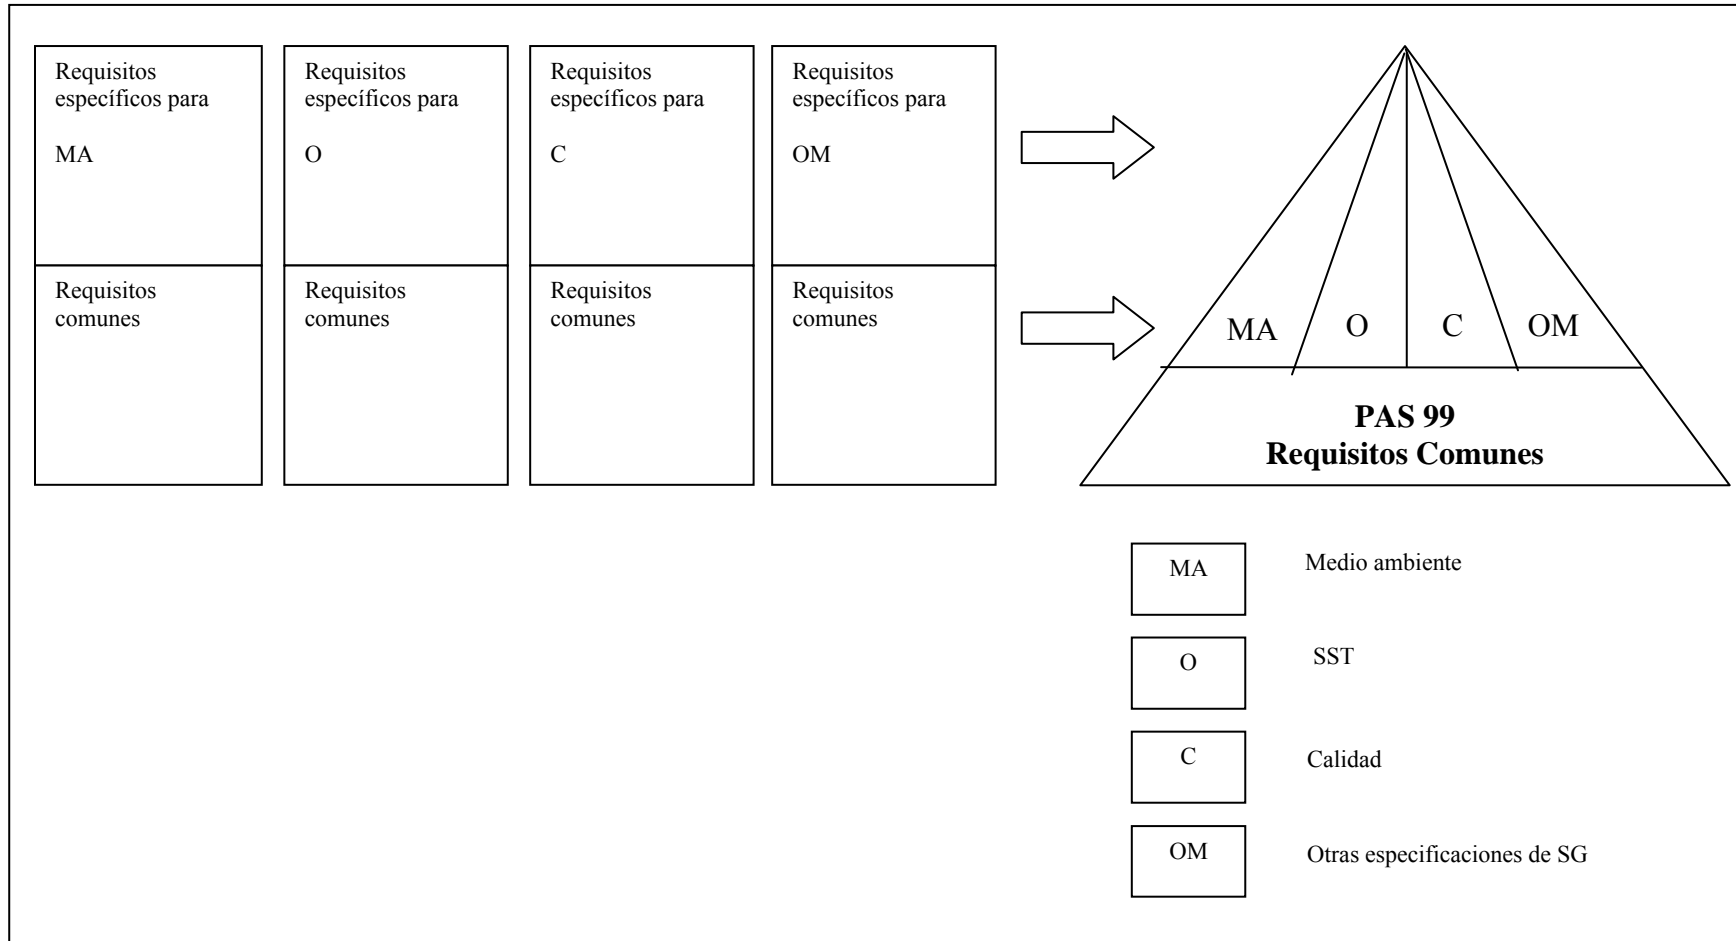 Requisitos
específicos para
MA
Requisitos
específicos para
O
Requisitos
específicos para
C
Requisitos
específicos para
OM
Requisitos
comunes
Requisitos
comunes
Requisitos
comunes
Requisitos
comunes
MA
O
C
OM
PAS 99
Requisitos Comunes
MA
Medio ambiente
O
SST
C
Calidad
OM
Otras especificaciones de SG